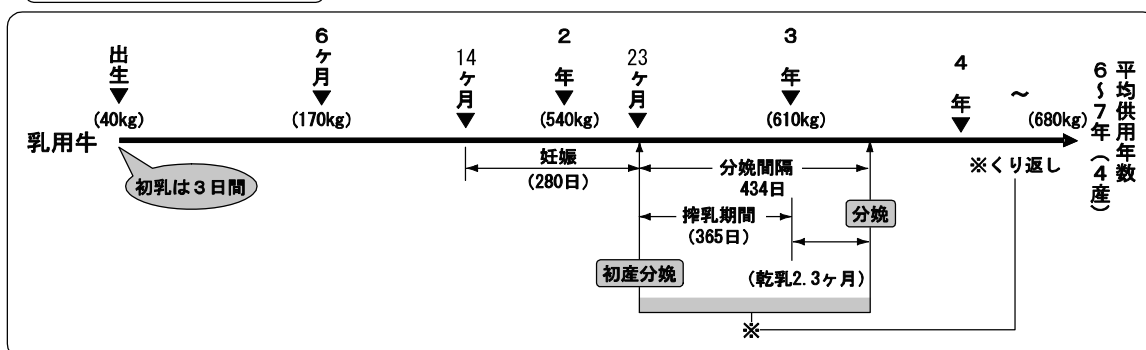 出生
6ヶ月
14ヶ月
2年
23ヶ月
3年
4年
～
平均供用年数
6～7年（4産）
(40kg)
(170kg)
(540kg)
(610kg)
(680kg)
乳用牛
初乳は3日間
妊娠
(280日)
分娩間隔
434日
※くり返し
搾乳期間
(365日)
分娩
初産分娩
(乾乳2.3ヶ月)
※